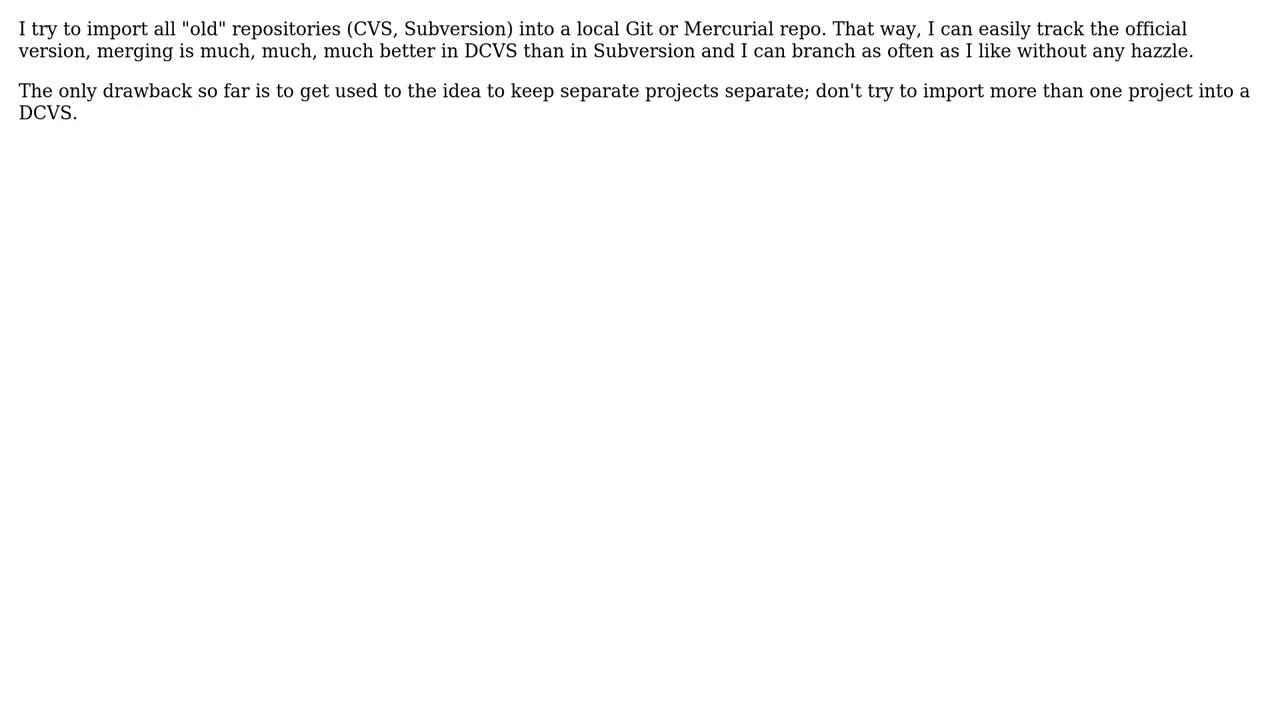 I try to import all "old" repositories (CVS, Subversion) into a local Git or Mercurial repo. That way, I can easily track the official
version, merging is much, much, much better in DCVS than in Subversion and I can branch as often as I like without any hazzle.
The only drawback so far is to get used to the idea to keep separate projects separate; don't try to import more than one project into a
DCVS.